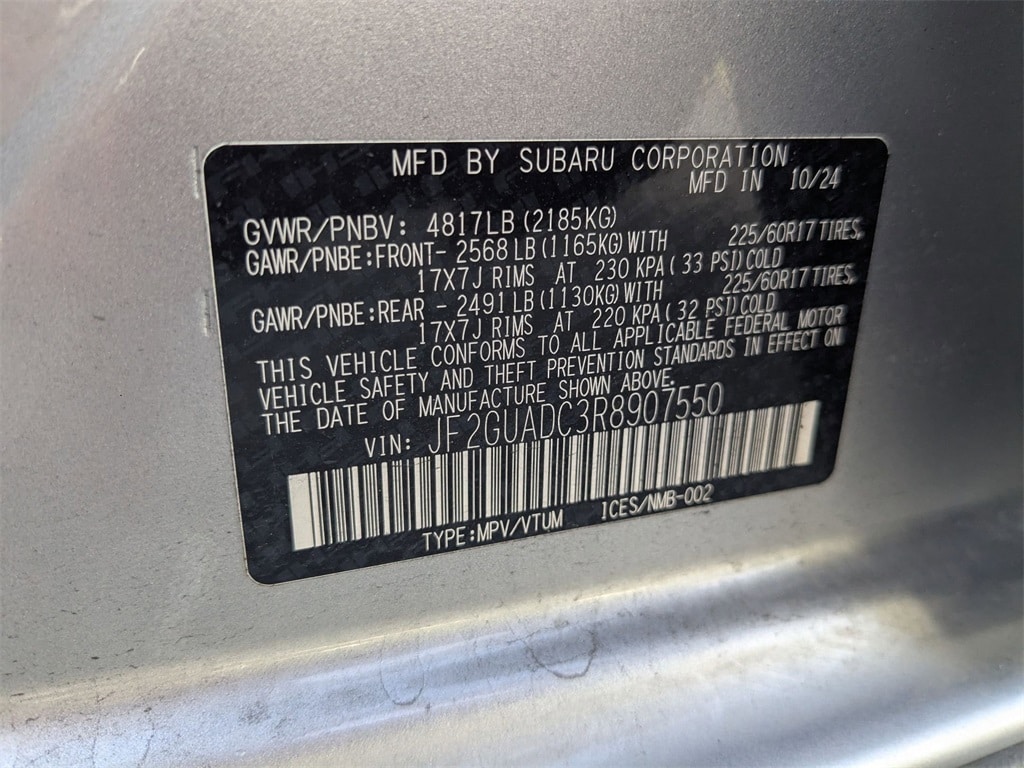 MFD BY SUBARU CORPORATION
MFD IN 10/24
GVWR/PNBV: 4817LB (2185KG)
GAWR/PNBE:FRONT- 2568 LB (1165KG) WITH 225/60R17 TIRES,
17X7J RIMS AT 230 KPA( 33 PSI) COLD
GAWR/PNBE:REAR - 2491 LB (1130KG) WITH 225/60R17 TIRES,
17X7J RIMS AT 220 KPA( 32 PSI) COLD
THIS VEHICLE CONFORMS TO ALL APPLICABLE FEDERAL MOTOR
VEHICLE SAFETY AND THEFT PREVENTION STANDARDS IN EFFECT ON
THE DATE OF MANUFACTURE SHOWN ABOVE.
VIN: JF2GUADC3R8907550
TYPE:MPV/VTUM ICES/NMB-002